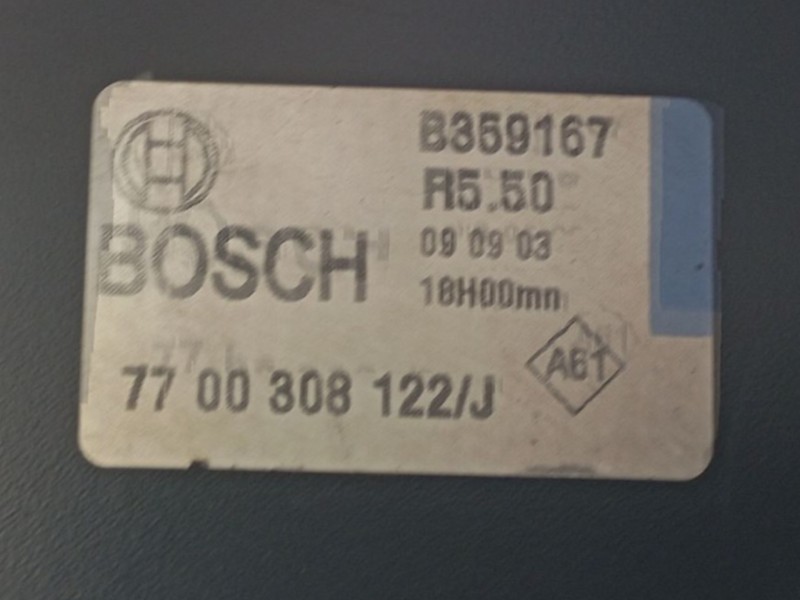 B359167
R5.50
BOSCH
09 09 03
18H00mn
A61
77 00 308 122/J